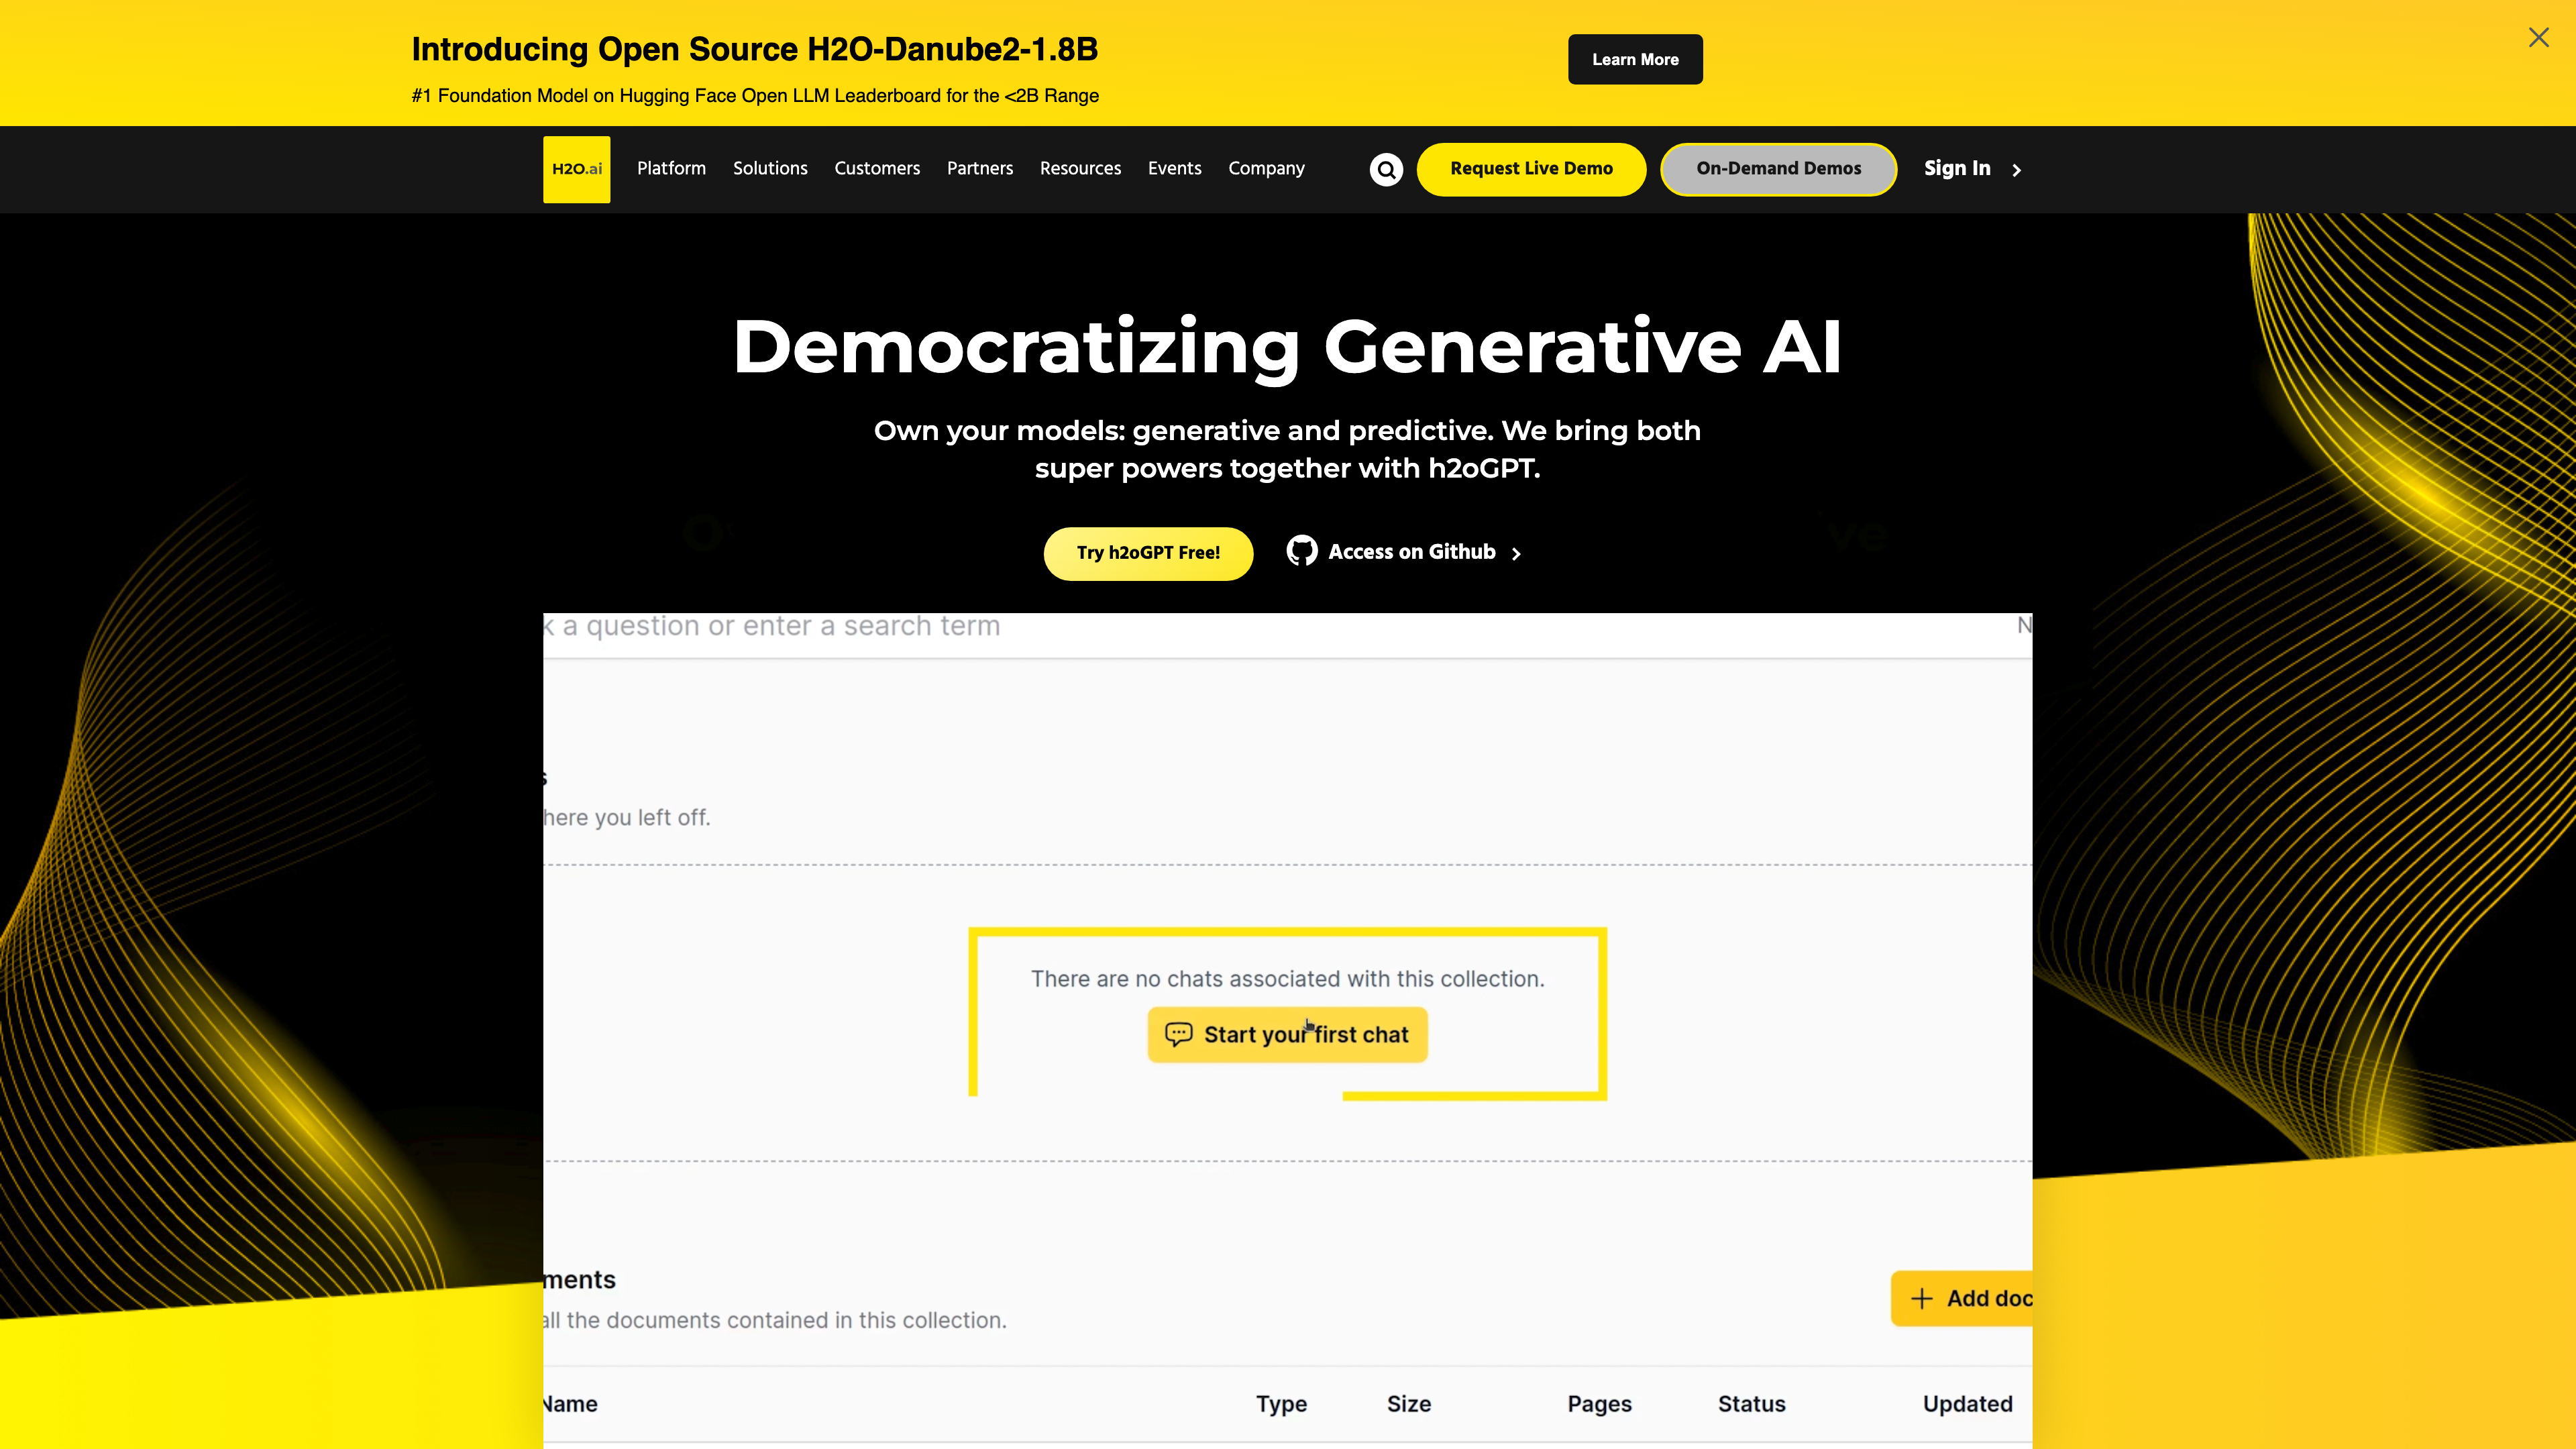 Introducing Open Source H2O-Danube2-1.8B
#1 Foundation Model on Hugging Face Open LLM Leaderboard for the <2B Range
Learn More
H2O.ai
Platform
Solutions
Customers
Partners
Resources
Events
Company
Request Live Demo
On-Demand Demos
Sign In
Democratizing Generative AI
Own your models: generative and predictive. We bring both
super powers together with h2oGPT.
Try h2oGPT Free!
Access on Github
k a question or enter a search term
N
s
here you left off.
There are no chats associated with this collection.
Start your first chat
ments
all the documents contained in this collection.
Add doc
Name
Type
Size
Pages
Status
Updated